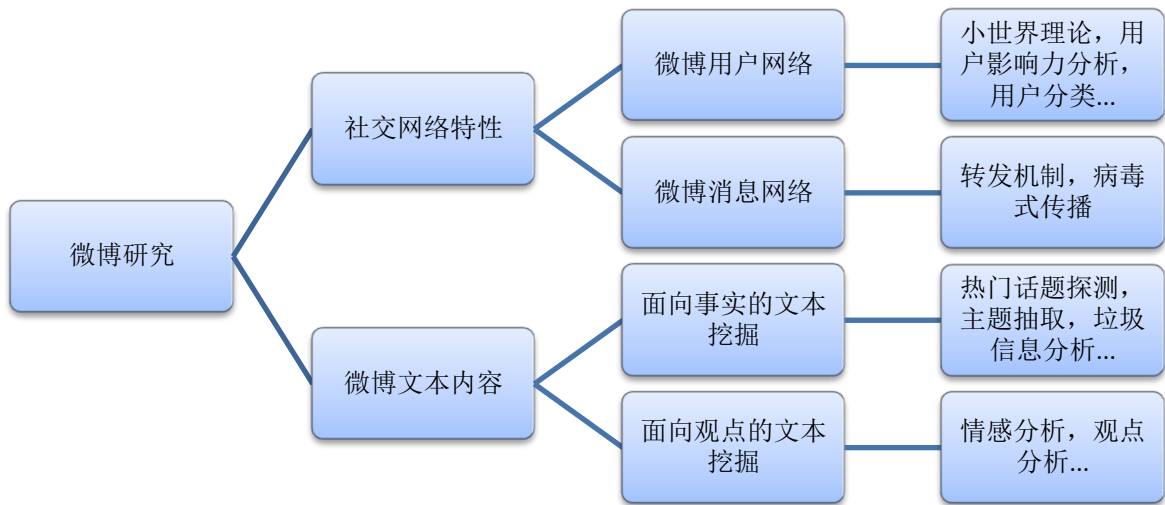 微博研究
社交网络特性
微博用户网络
小世界理论，用
户影响力分析，
用户分类...
微博消息网络
转发机制，病毒
式传播
微博文本内容
面向事实的文本
挖掘
热门话题探测，
主题抽取，垃圾
信息分析...
面向观点的文本
挖掘
情感分析，观点
分析...